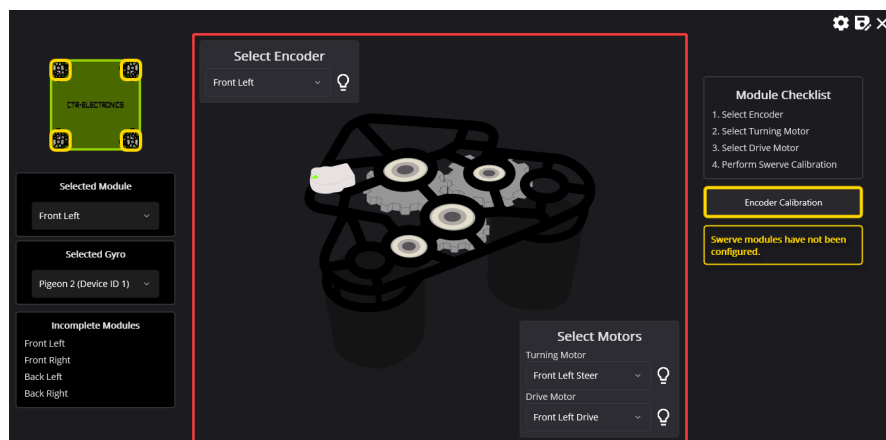 CTR-ELECTRONICS
Selected Module
Front Left
Selected Gyro
Pigeon 2 (Device ID 1)
Incomplete Modules
Front Left
Front Right
Back Left
Back Right
Select Encoder
Front Left
Select Motors
Turning Motor
Front Left Steer
Drive Motor
Front Left Drive
Module Checklist
1. Select Encoder
2. Select Turning Motor
3. Select Drive Motor
4. Perform Swerve Calibration
Encoder Calibration
Swerve modules have not been
configured.